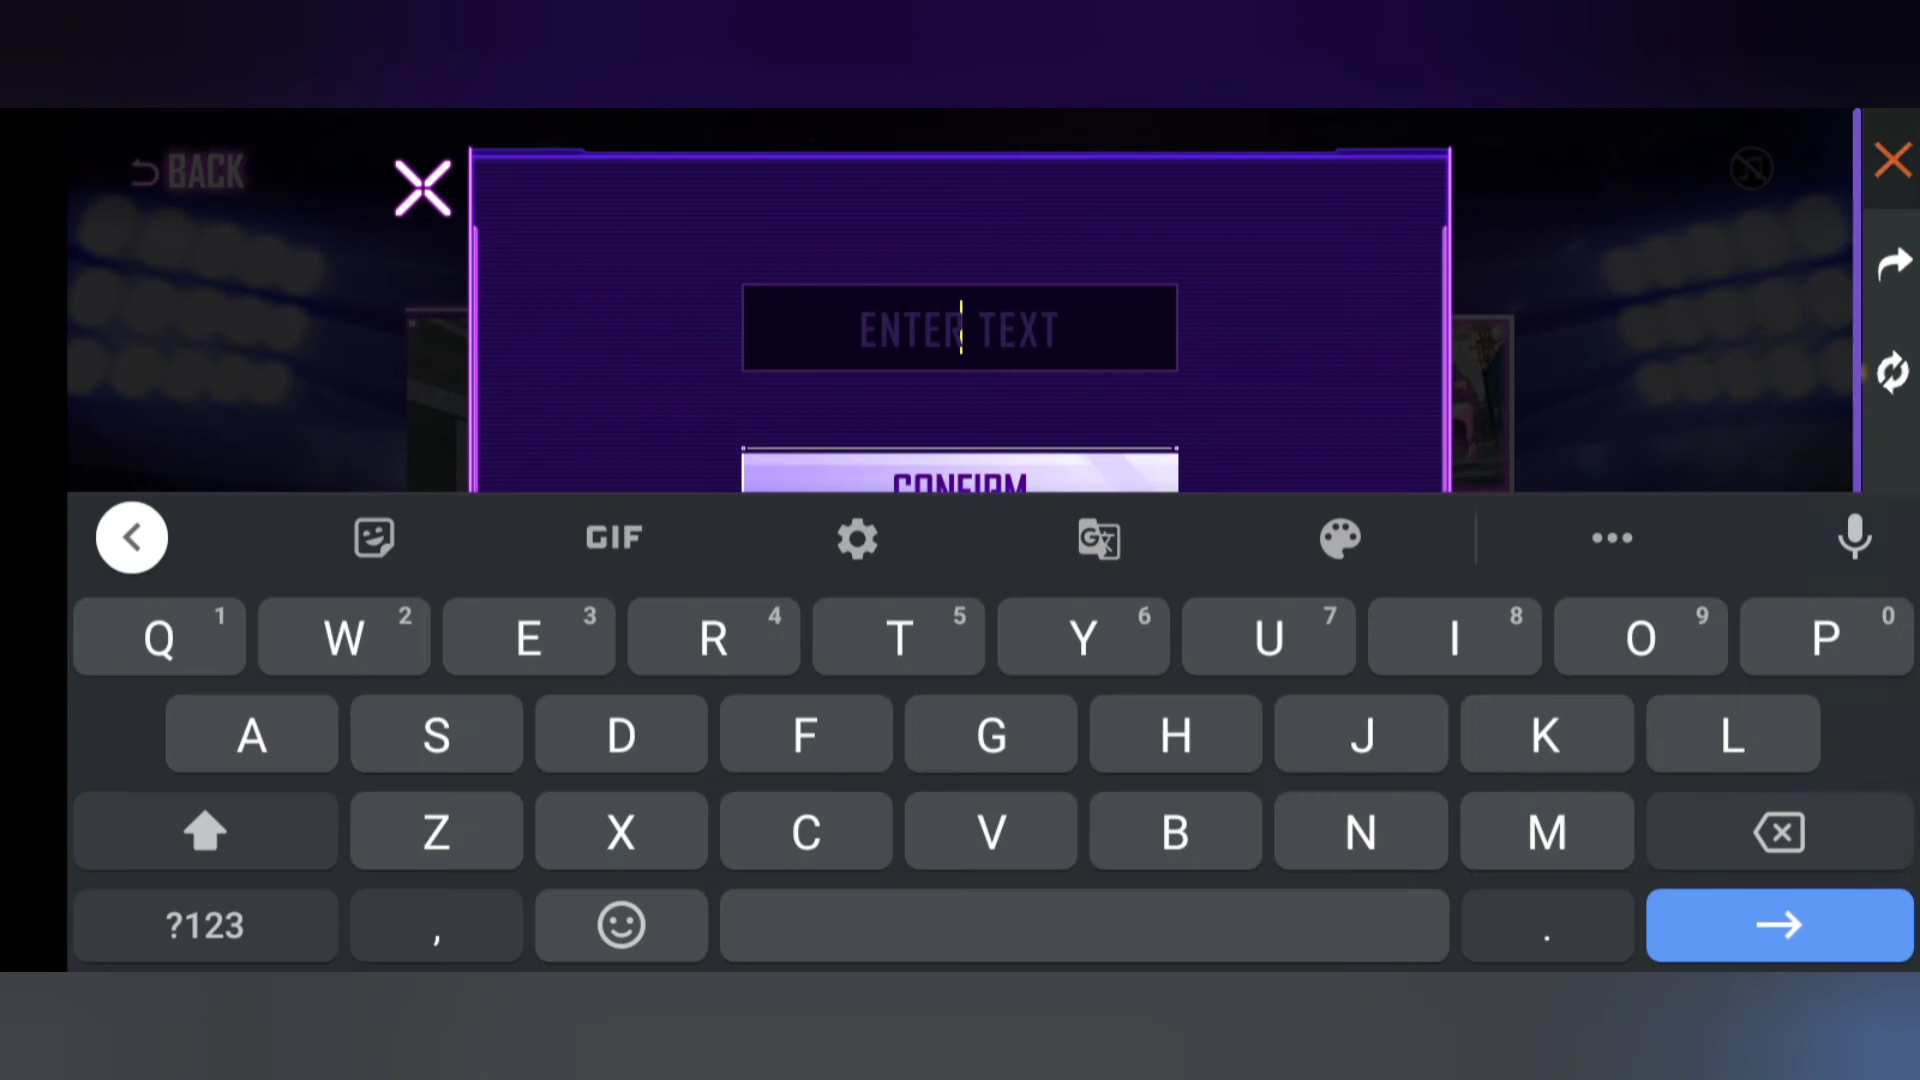 BACK
ENTER TEXT
CONFIRM
GIF
Q 1 W 2 E 3 R 4 T 5 Y 6 U 7 I 8 O 9 P 0
A S D F G H J K L
Z X C V B N M
?123 , .